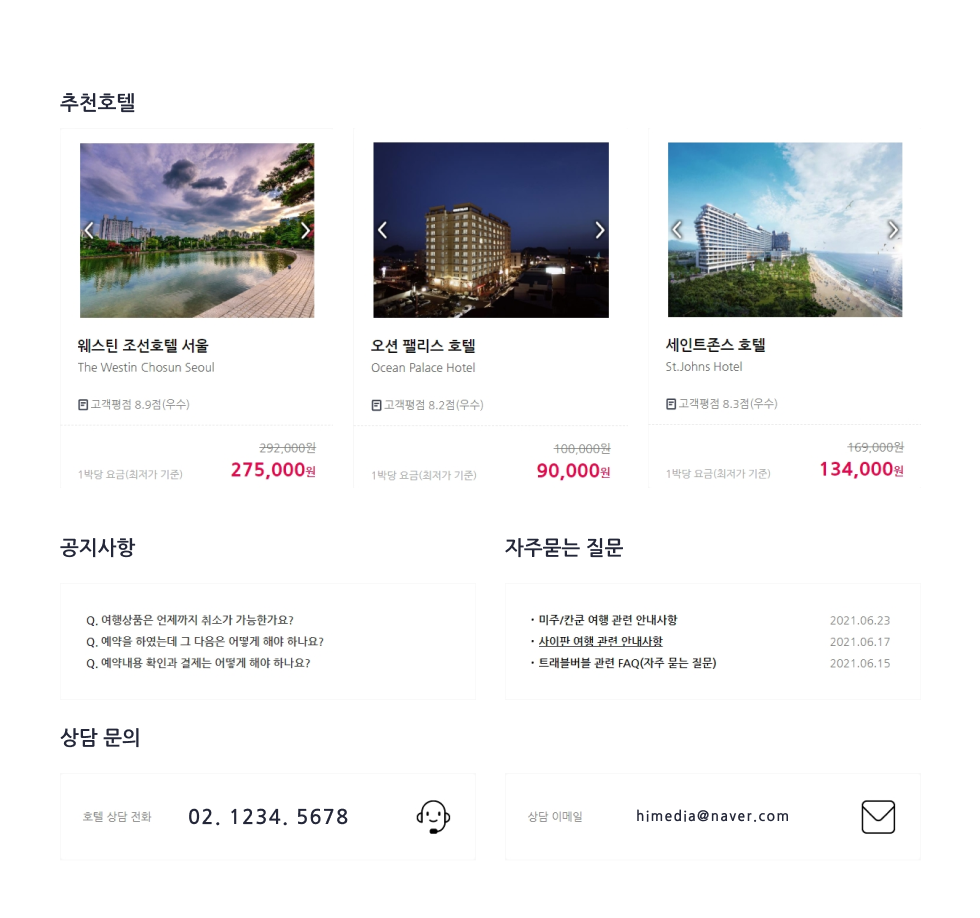 추천호텔
웨스틴 조선호텔 서울
The Westin Chosun Seoul
고객평점 8.9점(우수)
292,000원
1박당 요금(최저가 기준)
275,000원
오션 팰리스 호텔
Ocean Palace Hotel
고객평점 8.2점(우수)
100,000원
1박당 요금(최저가 기준)
90,000원
세인트존스 호텔
St.Johns Hotel
고객평점 8.3점(우수)
169,000원
1박당 요금(최저가 기준)
134,000원
공지사항
Q. 여행상품은 언제까지 취소가 가능한가요?
Q. 예약을 하였는데 그 다음은 어떻게 해야 하나요?
Q. 예약내용 확인과 결제는 어떻게 해야 하나요?
자주묻는 질문
· 미주/칸쿤 여행 관련 안내사항 2021.06.23
· 사이판 여행 관련 안내사항 2021.06.17
· 트래블버블 관련 FAQ(자주 묻는 질문) 2021.06.15
상담 문의
호텔 상담 전화 02. 1234. 5678
상담 이메일 himedia@naver.com